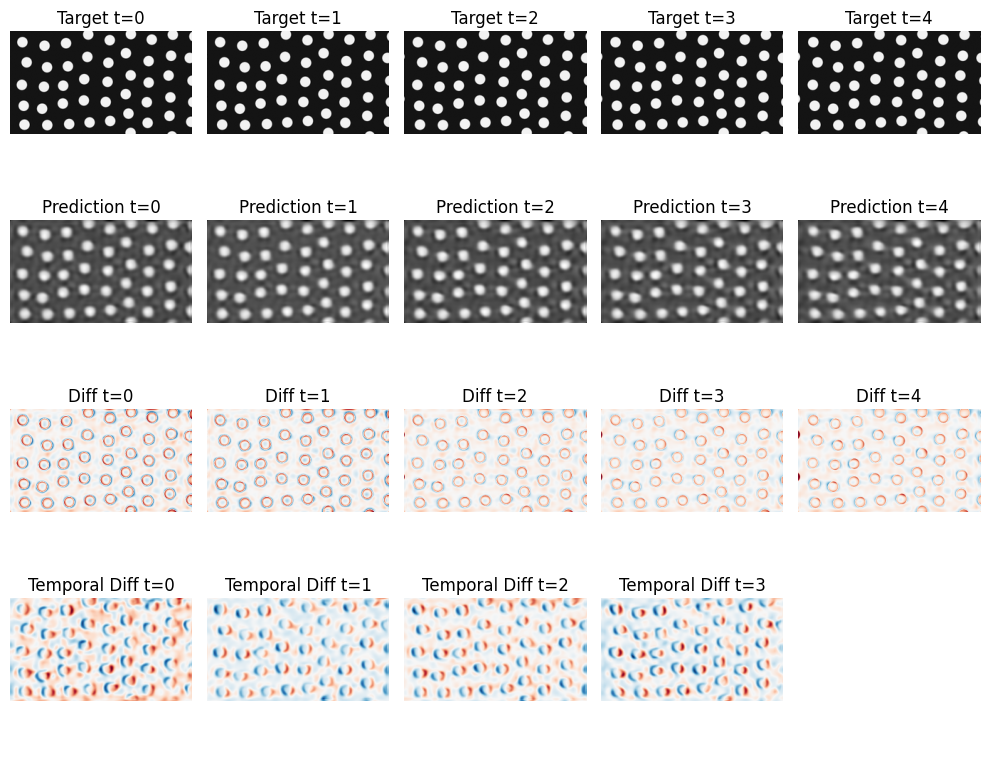 Target t=0 Target t=1 Target t=2 Target t=3 Target t=4
Prediction t=0 Prediction t=1 Prediction t=2 Prediction t=3 Prediction t=4
Diff t=0 Diff t=1 Diff t=2 Diff t=3 Diff t=4
Temporal Diff t=0 Temporal Diff t=1 Temporal Diff t=2 Temporal Diff t=3